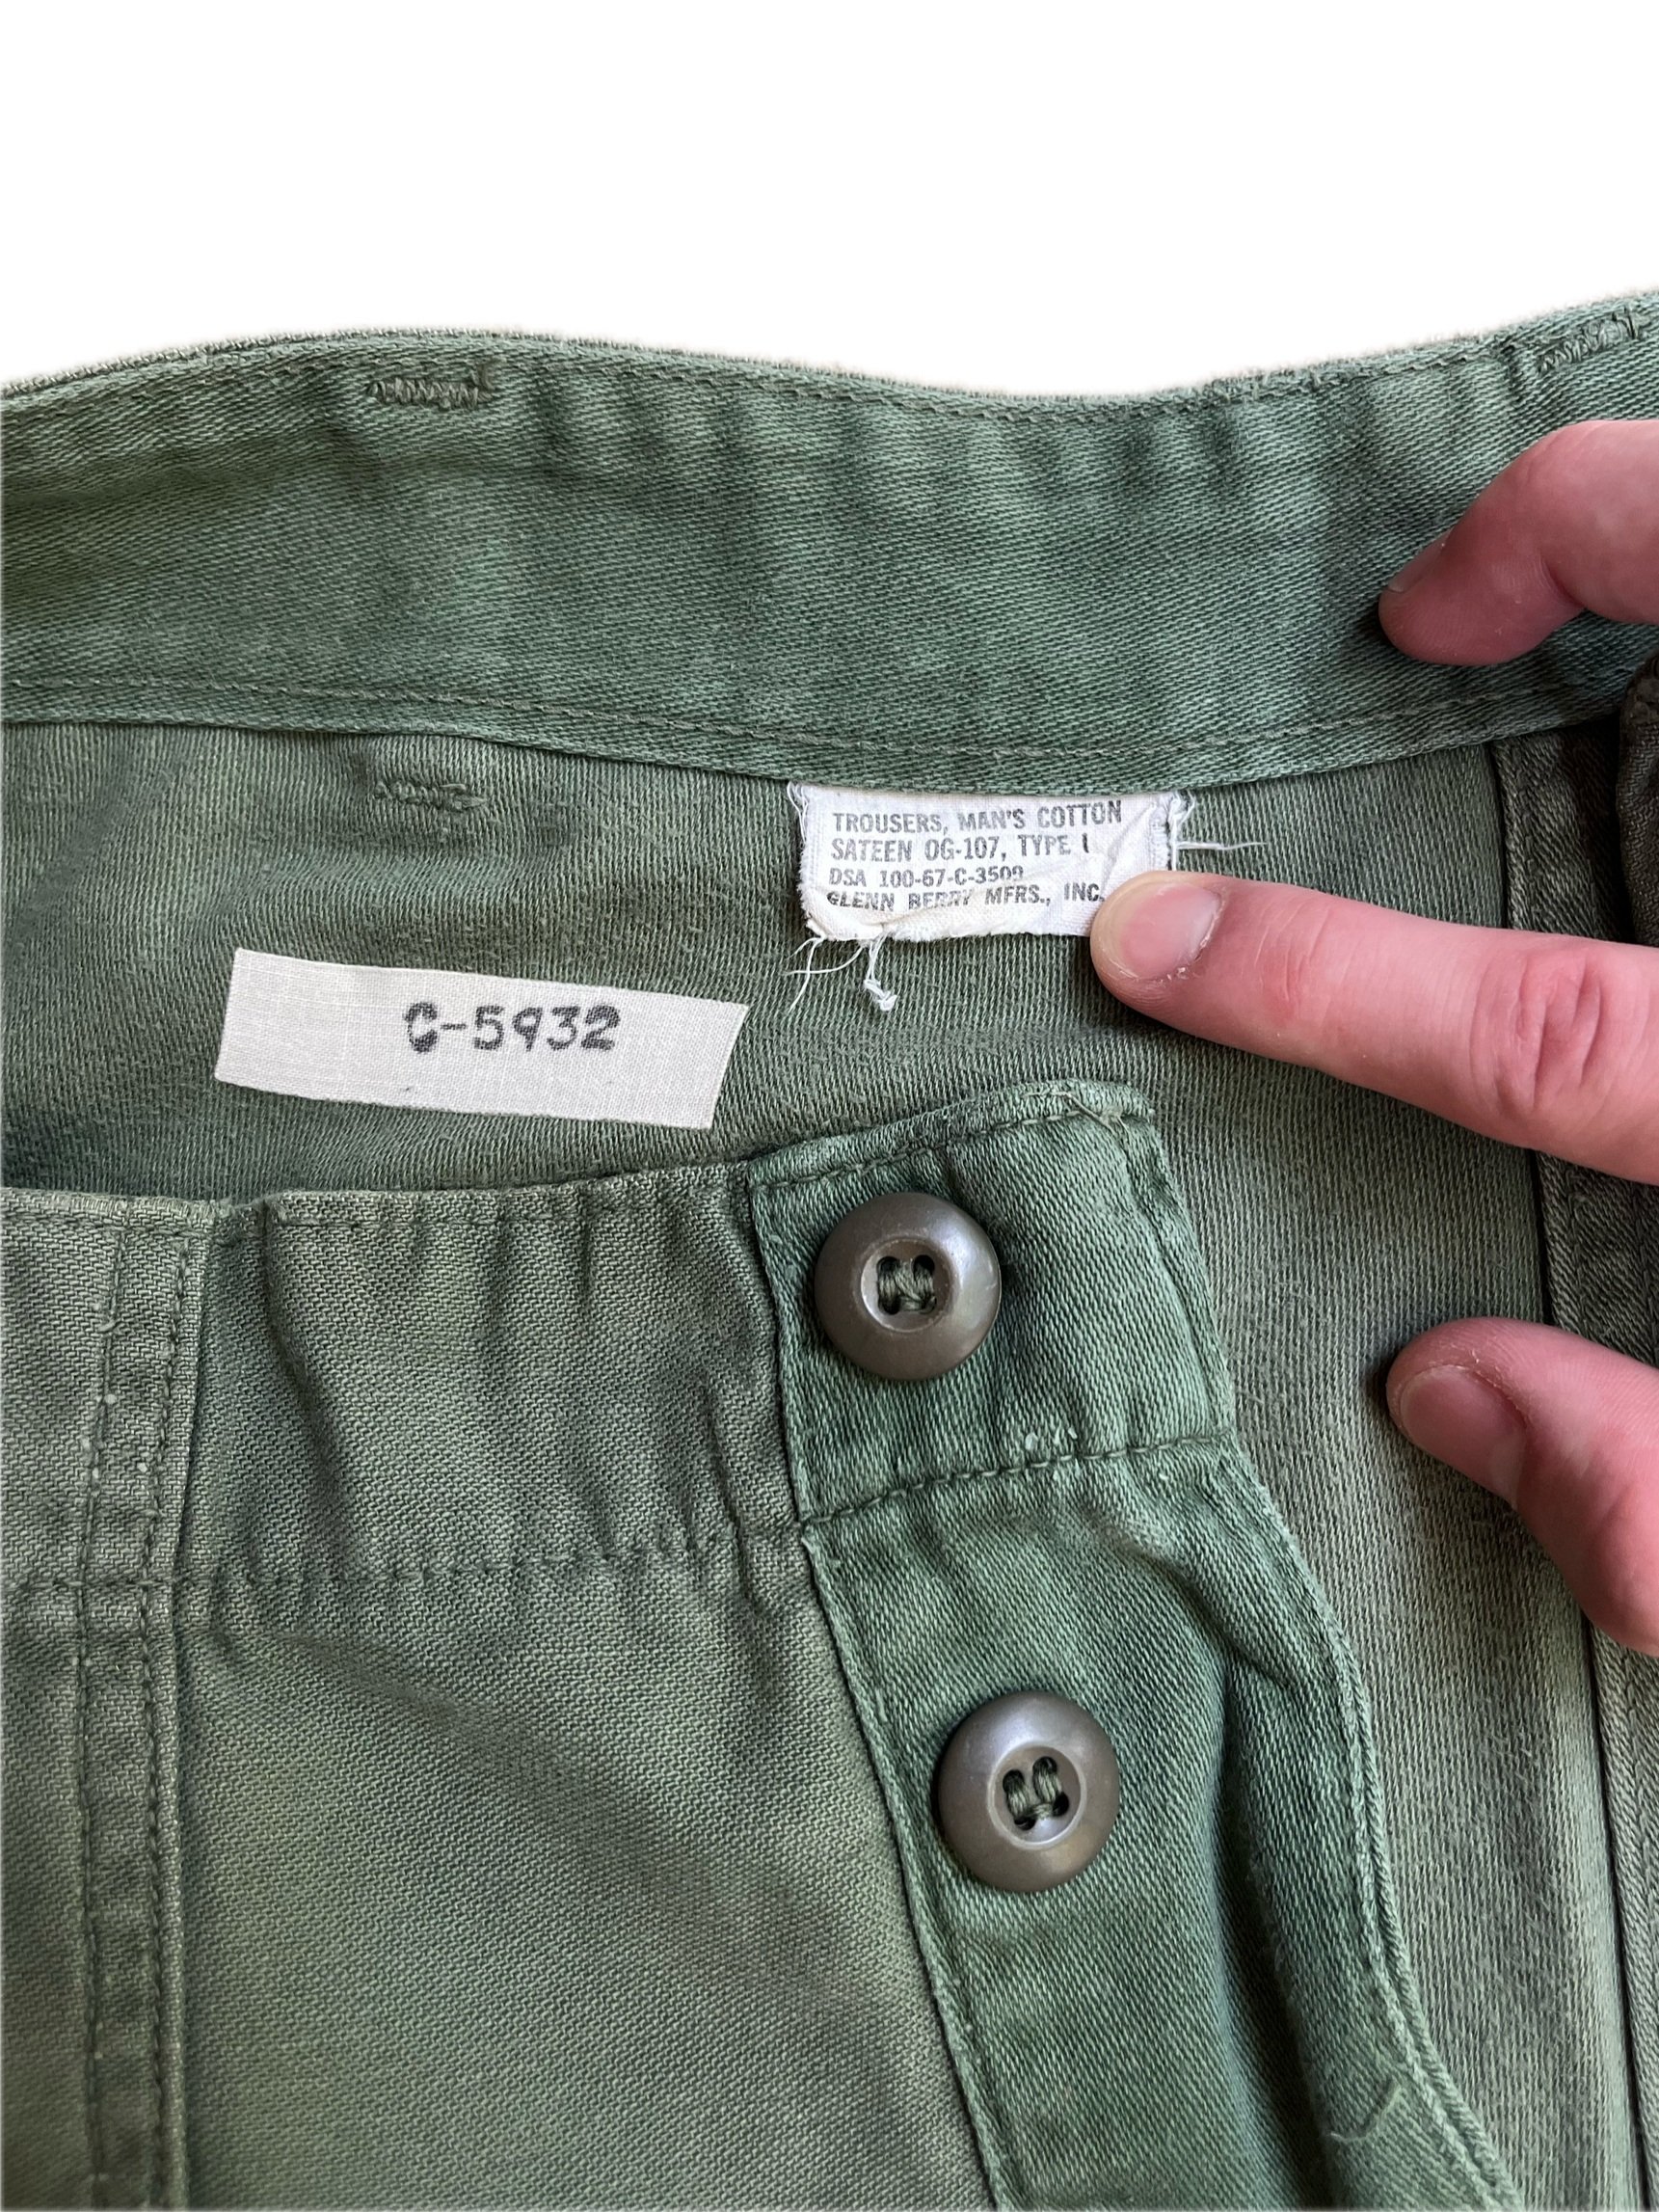 TROUSERS, MAN'S COTTON
SATEEN OG-107, TYPE I
DSA 100-67-C-3509
GLENN BERRY MFRS., INC.
C-5932